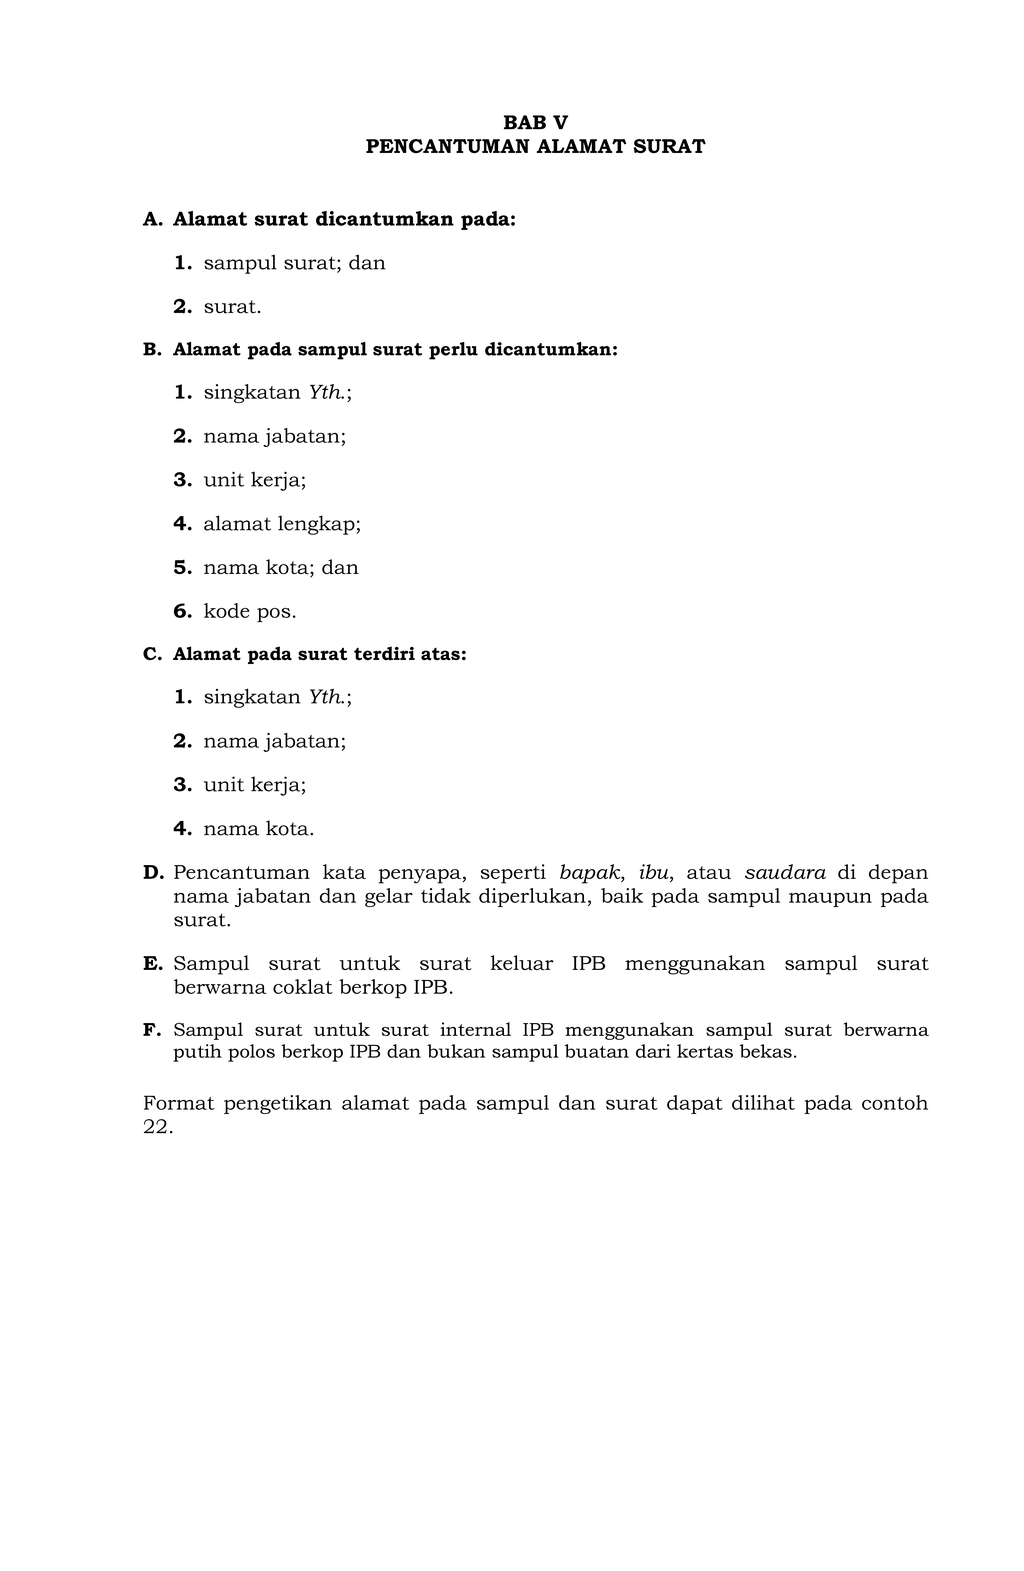 BAB V
PENCANTUMAN ALAMAT SURAT
A. Alamat surat dicantumkan pada:
1. sampul surat; dan
2. surat.
B. Alamat pada sampul surat perlu dicantumkan:
1. singkatan Yth.;
2. nama jabatan;
3. unit kerja;
4. alamat lengkap;
5. nama kota; dan
6. kode pos.
C. Alamat pada surat terdiri atas:
1. singkatan Yth.;
2. nama jabatan;
3. unit kerja;
4. nama kota.
D. Pencantuman kata penyapa, seperti bapak, ibu, atau saudara di depan
nama jabatan dan gelar tidak diperlukan, baik pada sampul maupun pada
surat.
E. Sampul surat untuk surat keluar IPB menggunakan sampul surat
berwarna coklat berkop IPB.
F. Sampul surat untuk surat internal IPB menggunakan sampul surat berwarna
putih polos berkop IPB dan bukan sampul buatan dari kertas bekas.
Format pengetikan alamat pada sampul dan surat dapat dilihat pada contoh
22.